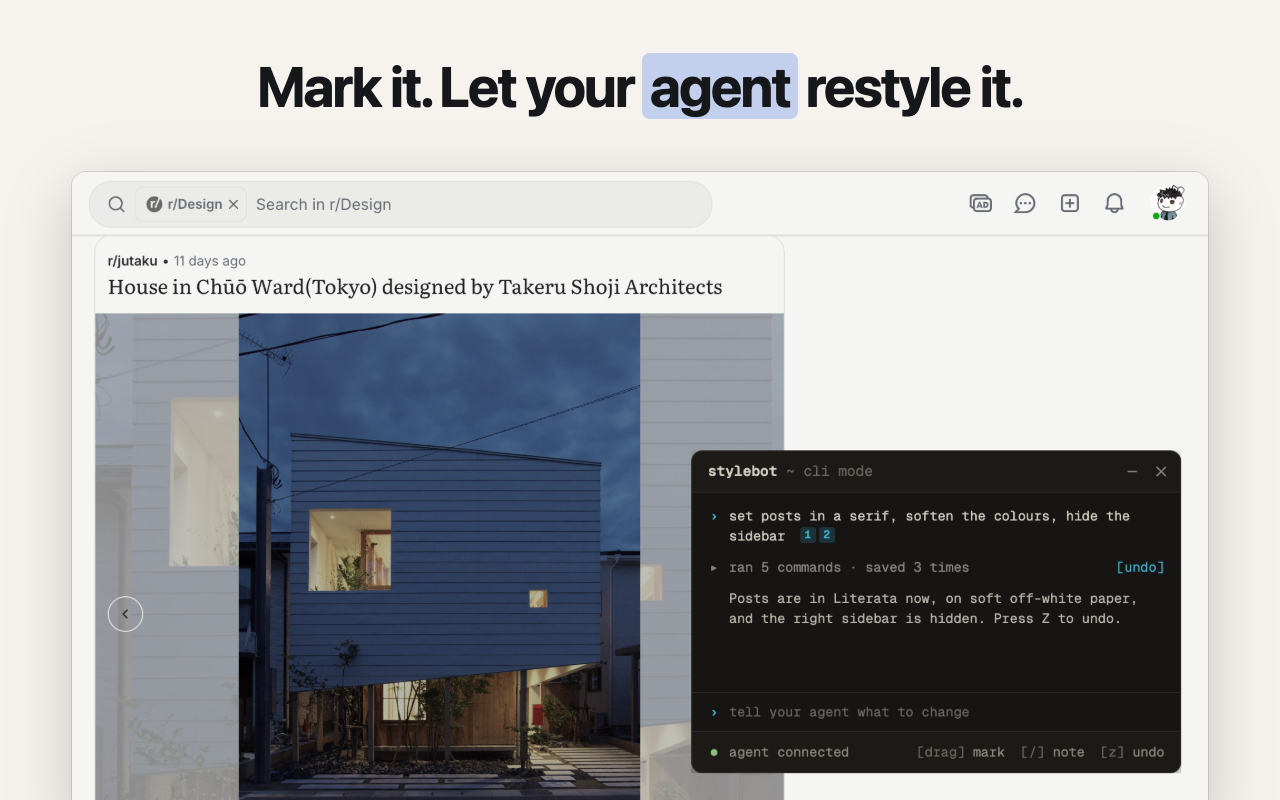 Mark it. Let your agent restyle it.
r/Design
Search in r/Design
AD
r/jutaku • 11 days ago
House in Chūō Ward(Tokyo) designed by Takeru Shoji Architects
stylebot ~ cli mode
› set posts in a serif, soften the colours, hide the
sidebar 1 2
▸ ran 5 commands · saved 3 times [undo]
Posts are in Literata now, on soft off-white paper,
and the right sidebar is hidden. Press Z to undo.
› tell your agent what to change
agent connected [drag] mark [/] note [z] undo